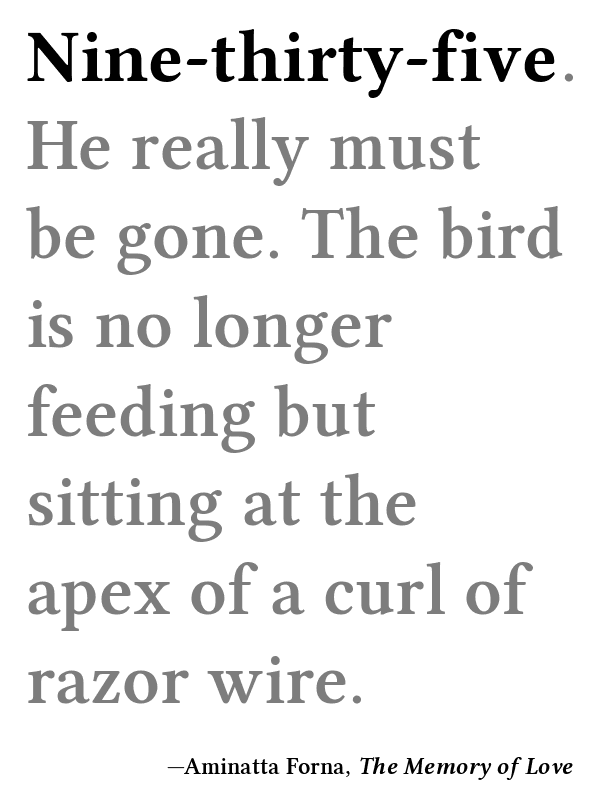 Nine-thirty-five.
He really must
be gone. The bird
is no longer
feeding but
sitting at the
apex of a curl of
razor wire.
—Aminatta Forna, The Memory of Love